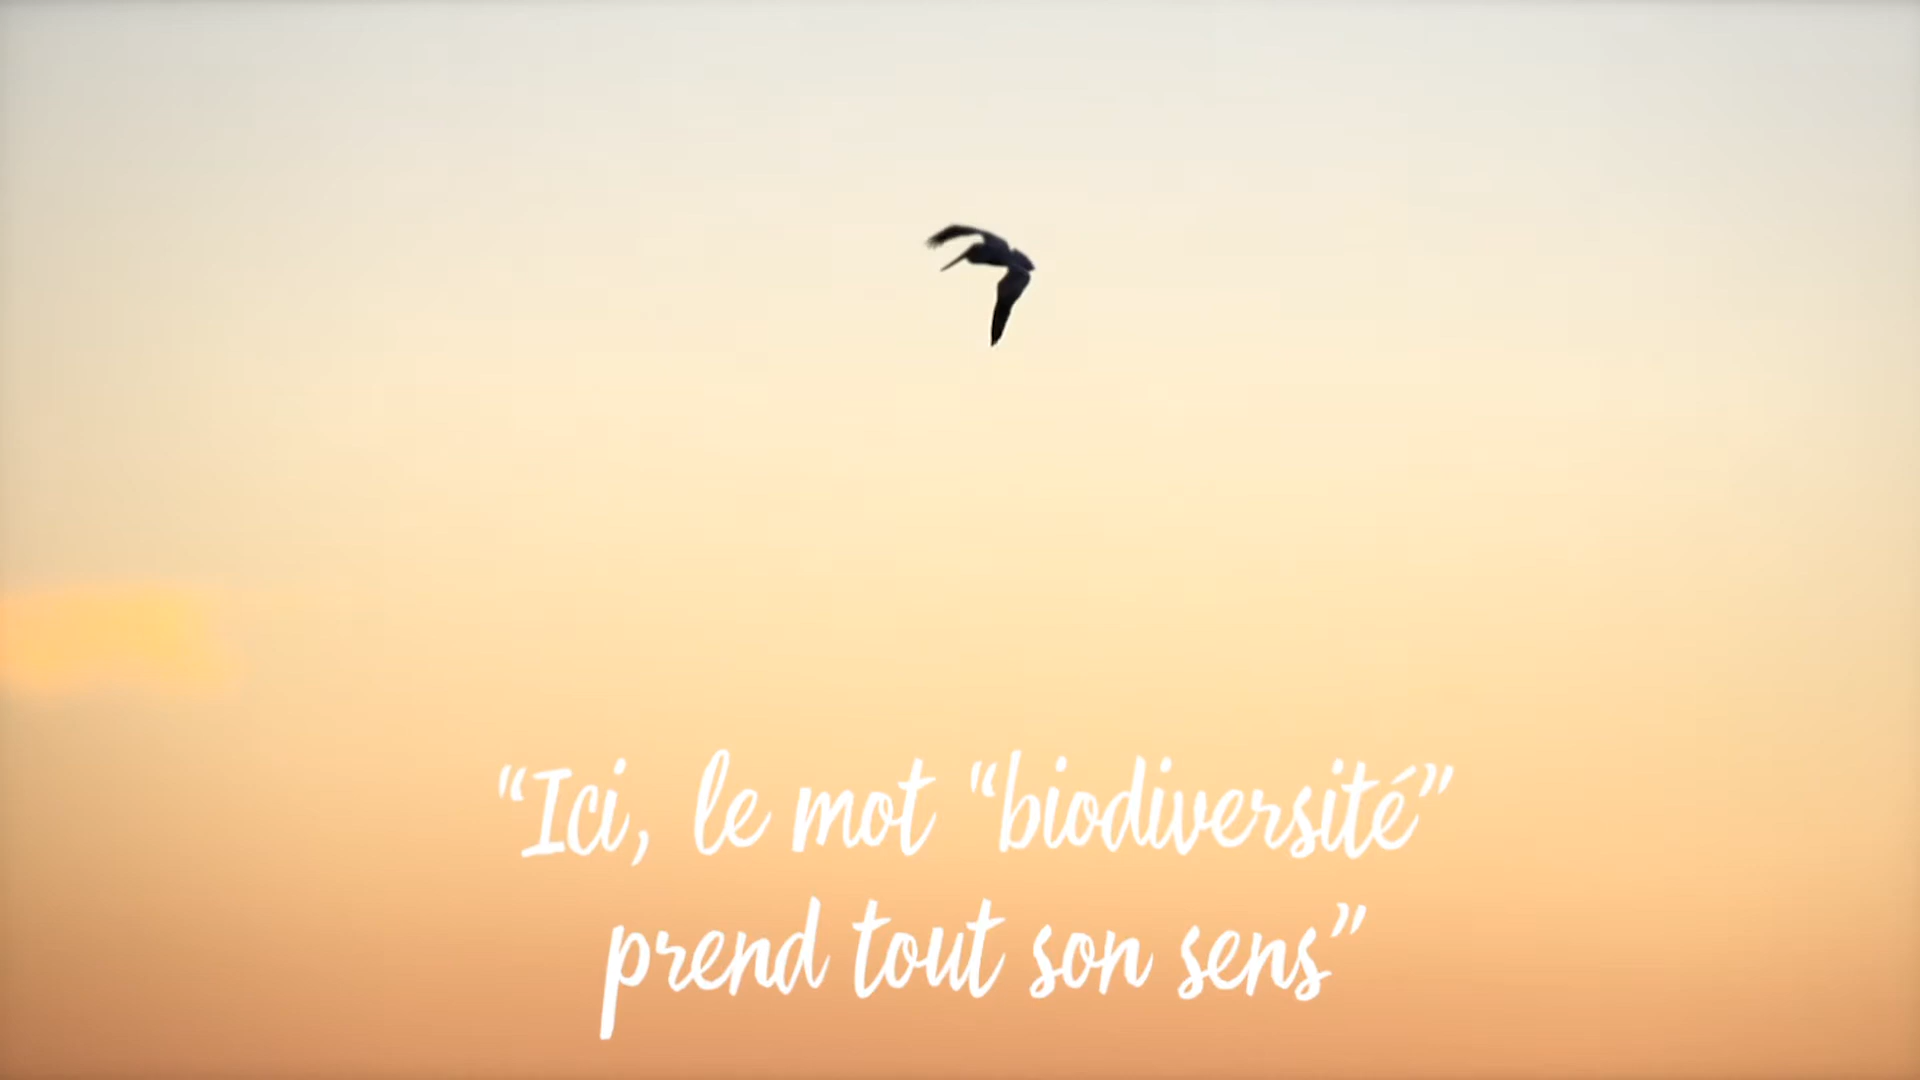 “Ici, le mot “biodiversité”
prend tout son sens”